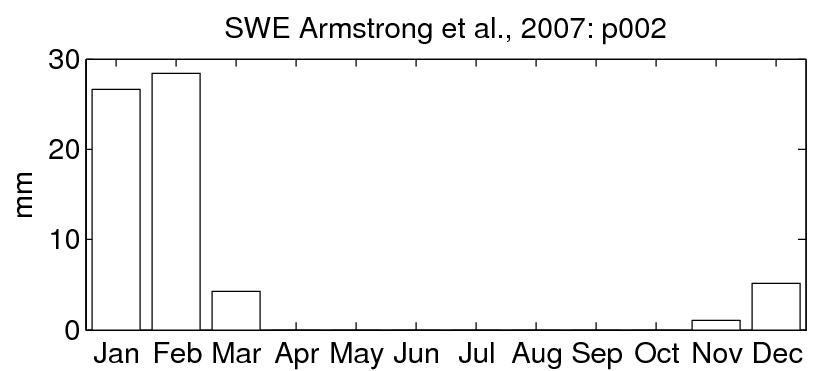 SWE Armstrong et al., 2007: p002
30
20
10
0
mm
Jan Feb Mar Apr May Jun Jul Aug Sep Oct Nov Dec